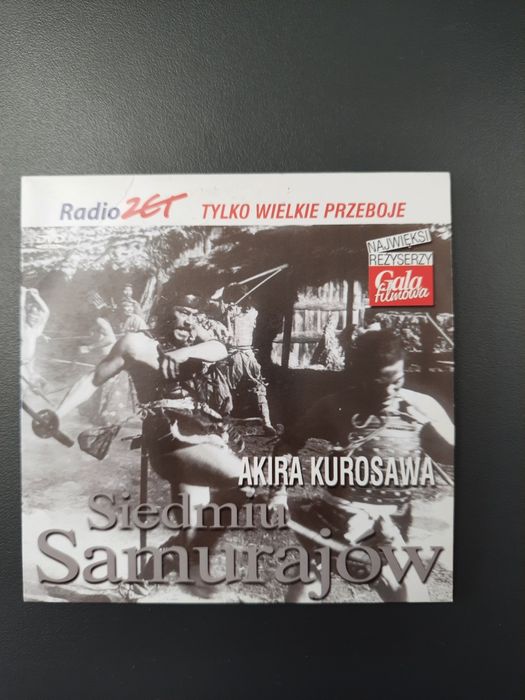 Radio ZET TYLKO WIELKIE PRZEBOJE
NAJWIĘKSI
REŻYSERZY
Gala
filmowa
AKIRA KUROSAWA
Siedmiu
Samurajów